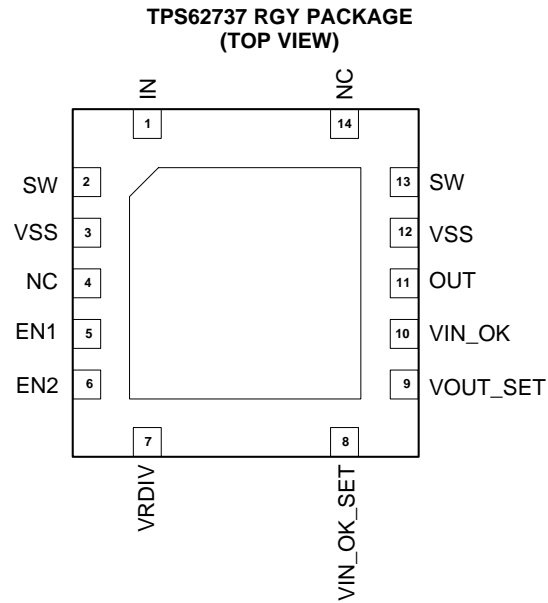 TPS62737 RGY PACKAGE
(TOP VIEW)
IN
NC
1
14
SW
2
13
SW
VSS
3
12
VSS
NC
4
11
OUT
EN1
5
10
VIN_OK
EN2
6
9
VOUT_SET
7
8
VRDIV
VIN_OK_SET